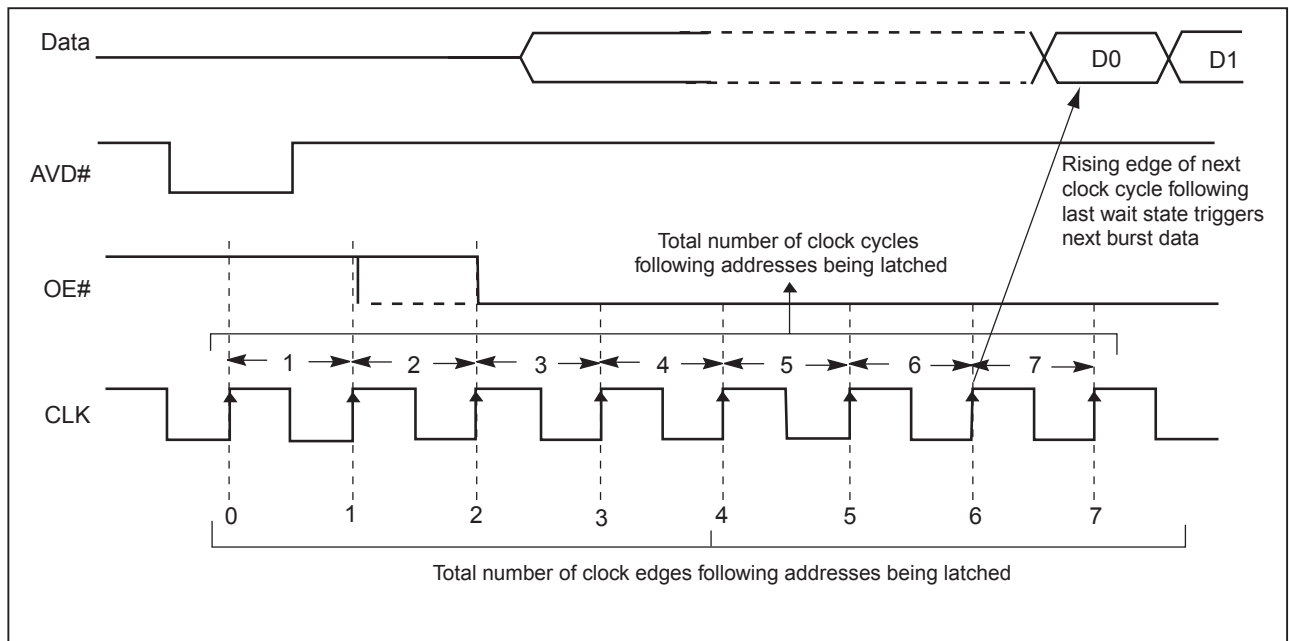 Data
D0
D1
AVD#
Rising edge of next
clock cycle following
last wait state triggers
next burst data
Total number of clock cycles
following addresses being latched
OE#
1 2 3 4 5 6 7
CLK
0 1 2 3 4 5 6 7
Total number of clock edges following addresses being latched